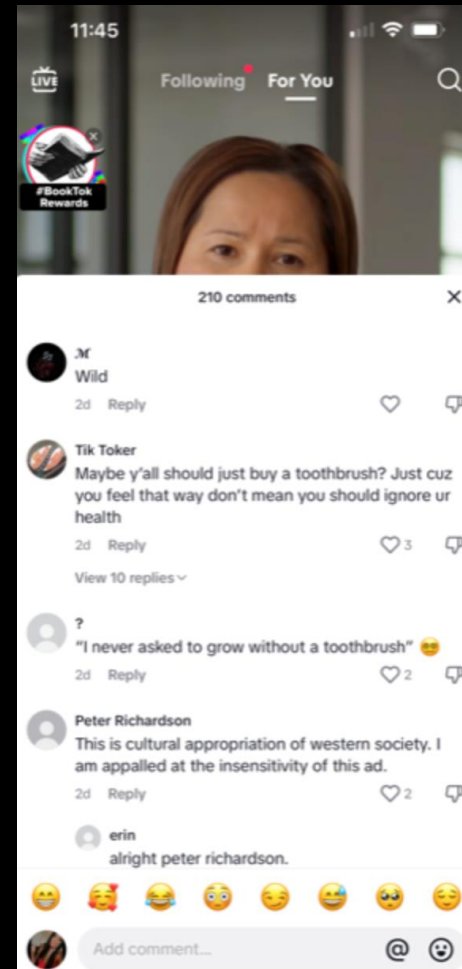 11:45
LIVE
Following For You
#BookTok
Rewards
210 comments
ℳ
Wild
2d Reply
Tik Toker
Maybe y'all should just buy a toothbrush? Just cuz
you feel that way don't mean you should ignore ur
health
2d Reply
3
View 10 replies
?
"I never asked to grow without a toothbrush" 😵‍💫
2d Reply
2
Peter Richardson
This is cultural appropriation of western society. I
am appalled at the insensitivity of this ad.
2d Reply
2
erin
alright peter richardson.
😁 🥰 😂 😳 😏 😅 🥺 😌
Add comment... @